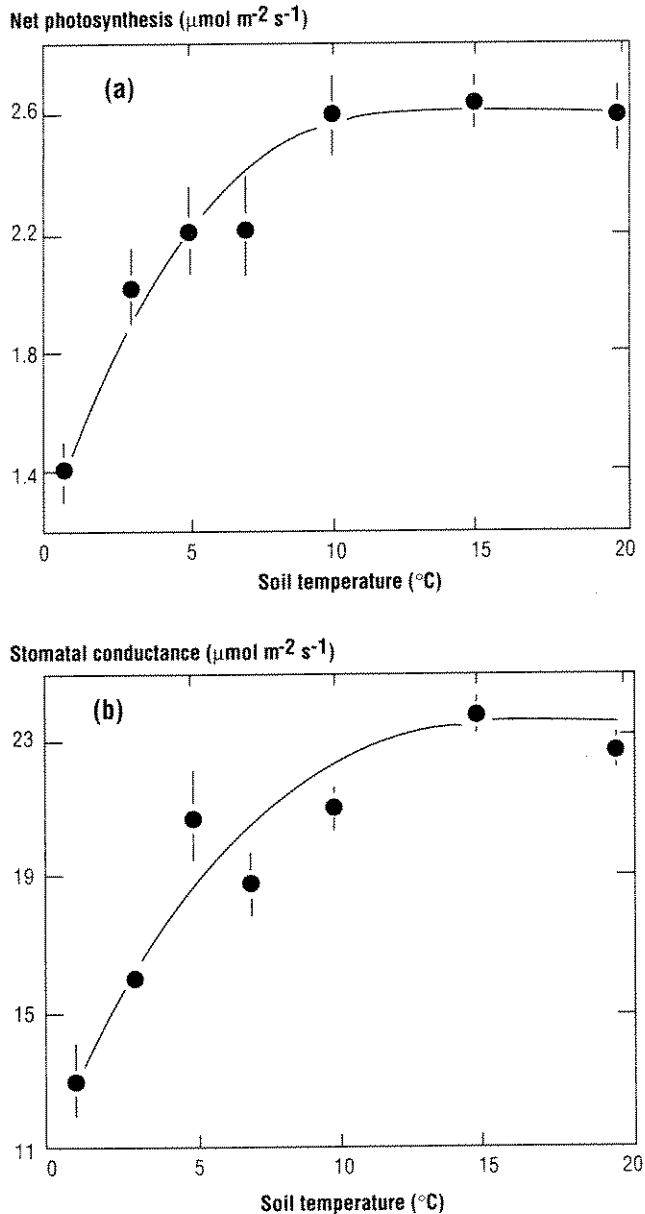 Net photosynthesis (µmol m-2 s-1)
(a)
2.6
2.2
1.8
1.4
0 5 10 15 20
Soil temperature (°C)
Stomatal conductance (µmol m-2 s-1)
(b)
23
19
15
11
0 5 10 15 20
Soil temperature (°C)